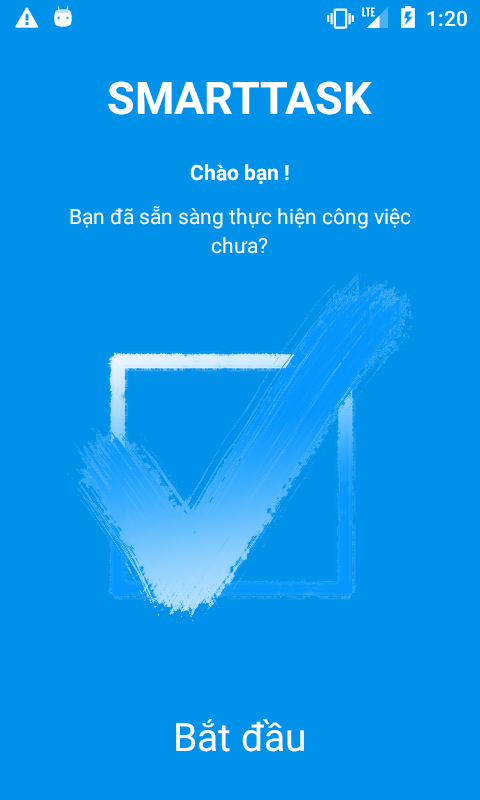 LTE 1:20
SMARTTASK
Chào bạn !
Bạn đã sẵn sàng thực hiện công việc
chưa?
Bắt đầu